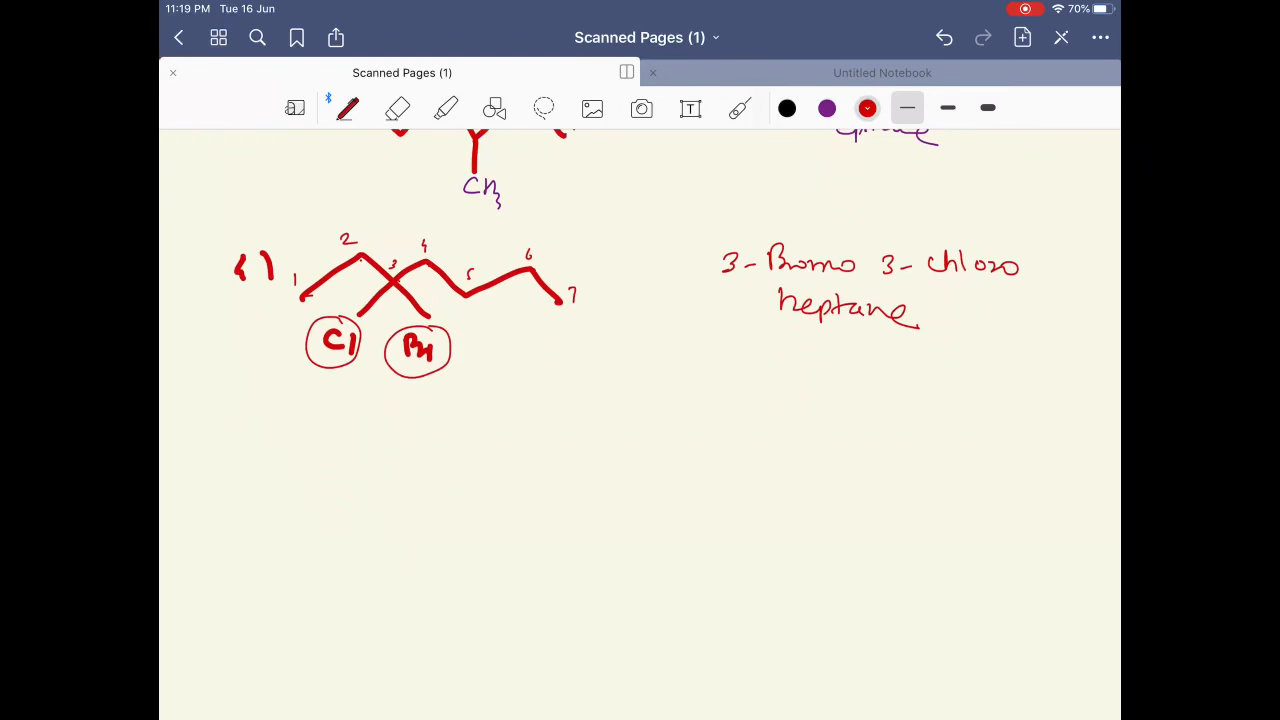 11:19 PM Tue 16 Jun
70%
Scanned Pages (1)
Scanned Pages (1)
Untitled Notebook
T
CH3
1 2 3 4 5 6 7
Cl Br
3-Bromo 3-chloro
heptane